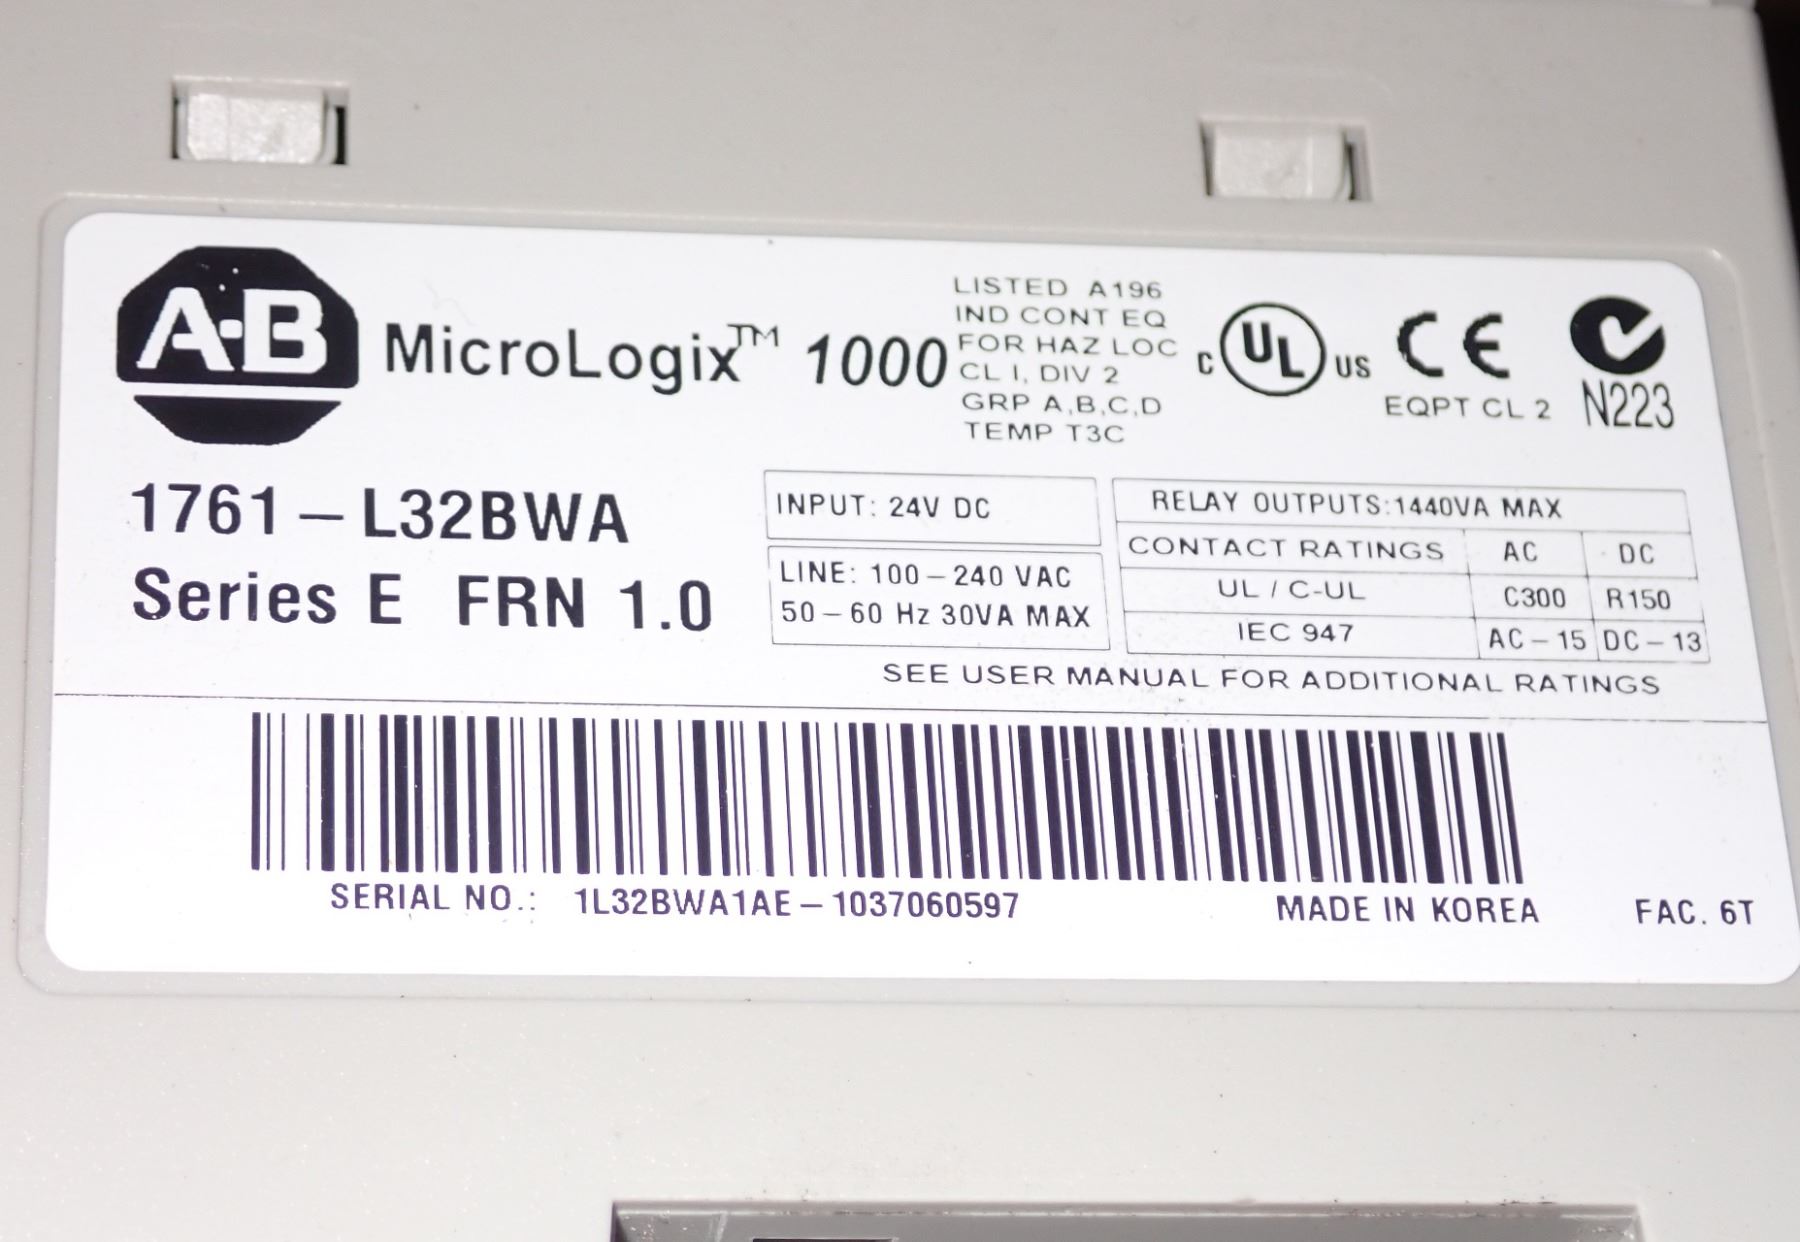 A-B
MicroLogix™ 1000
LISTED A196
IND CONT EQ
FOR HAZ LOC
CL I, DIV 2
GRP A,B,C,D
TEMP T3C
C UL US
CE
EQPT CL 2
N223
1761-L32BWA
Series E FRN 1.0
INPUT: 24V DC
LINE: 100-240 VAC
50-60 Hz 30VA MAX
RELAY OUTPUTS:1440VA MAX
CONTACT RATINGS AC DC
UL / C-UL C300 R150
IEC 947 AC-15 DC-13
SEE USER MANUAL FOR ADDITIONAL RATINGS
SERIAL NO.: 1L32BWA1AE-1037060597 MADE IN KOREA FAC. 6T